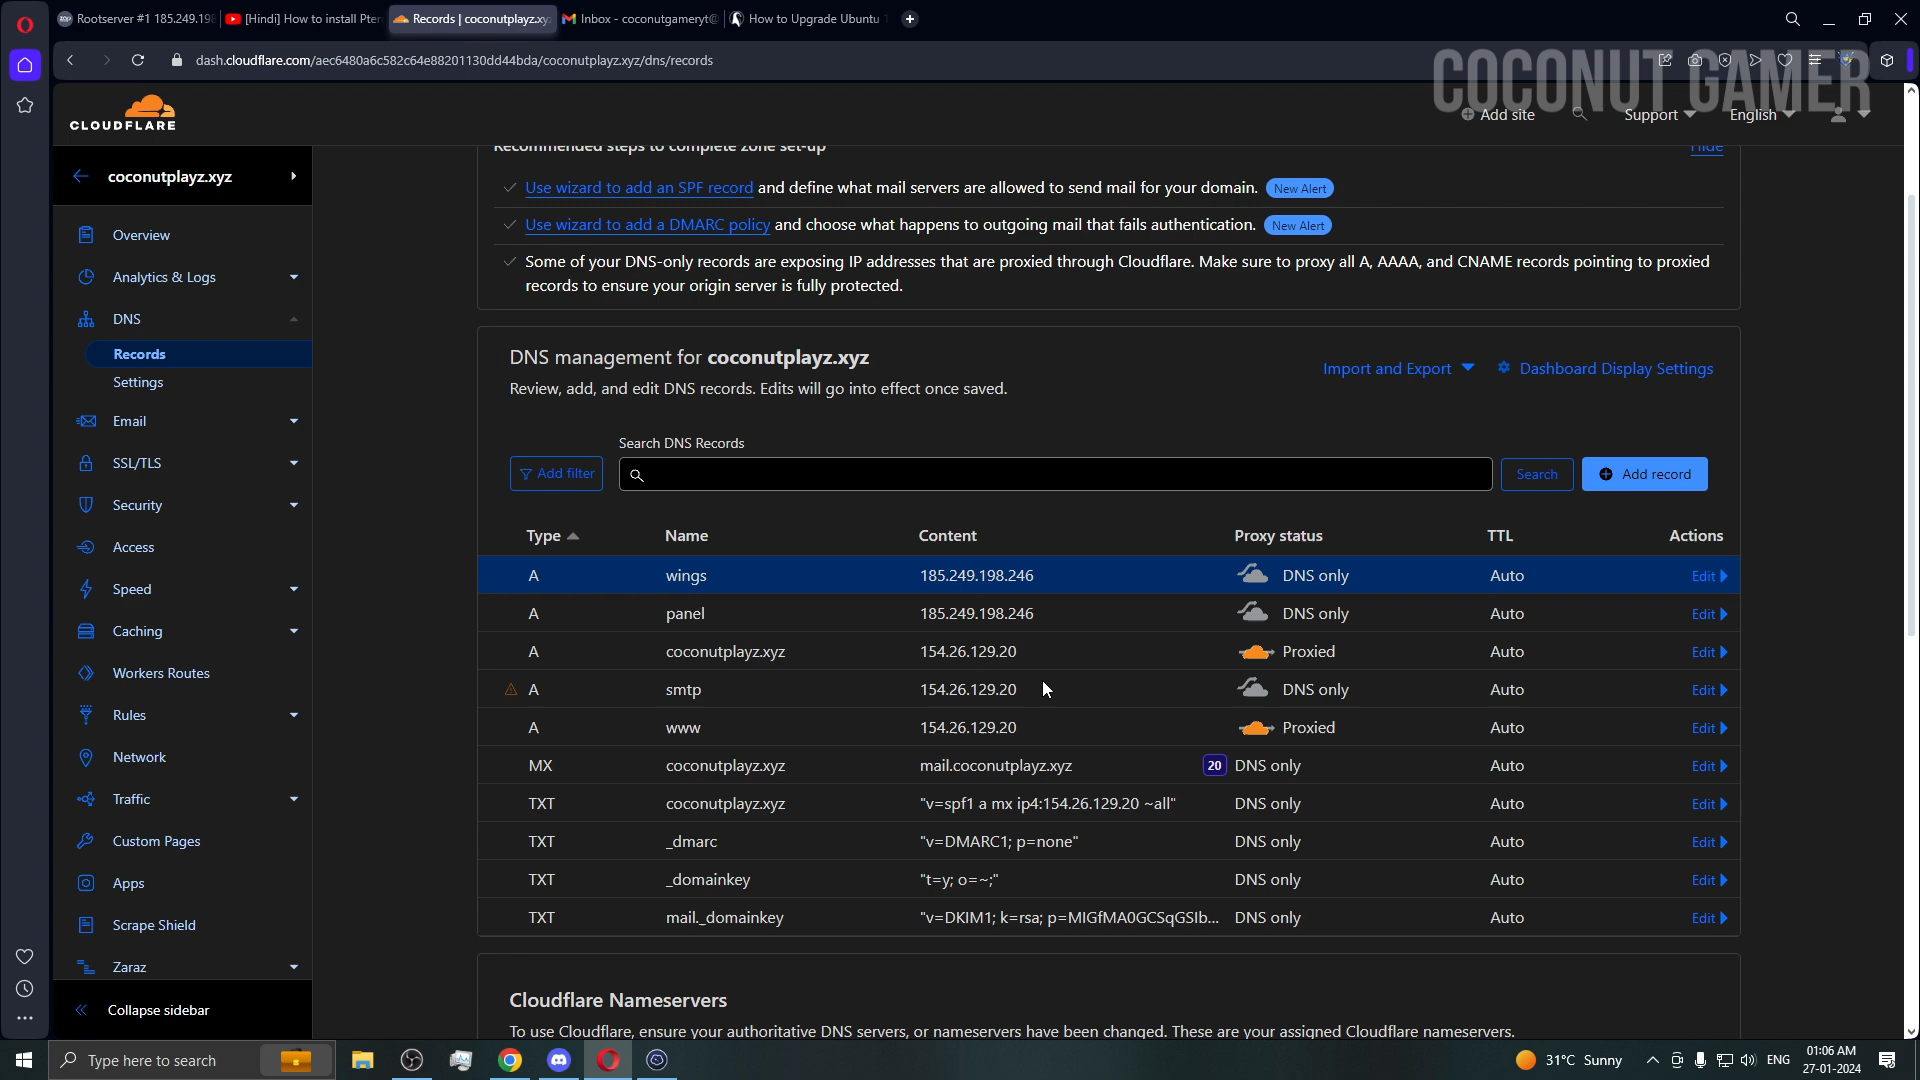 Rootserver #1 185.249.198
[Hindi] How to install Pter
Records | coconutplayz.xy
Inbox - coconutgameryt@
How to Upgrade Ubuntu
dash.cloudflare.com/aec6480a6c582c64e88201130dd44bda/coconutplayz.xyz/dns/records
COCONUT GAMER
CLOUDFLARE
Add site
Support
English
coconutplayz.xyz
Overview
Analytics & Logs
DNS
Records
Settings
Email
SSL/TLS
Security
Access
Speed
Caching
Workers Routes
Rules
Network
Traffic
Custom Pages
Apps
Scrape Shield
Zaraz
Collapse sidebar
Recommended steps to complete zone set-up
Hide
Use wizard to add an SPF record and define what mail servers are allowed to send mail for your domain. New Alert
Use wizard to add a DMARC policy and choose what happens to outgoing mail that fails authentication. New Alert
Some of your DNS-only records are exposing IP addresses that are proxied through Cloudflare. Make sure to proxy all A, AAAA, and CNAME records pointing to proxied
records to ensure your origin server is fully protected.
DNS management for coconutplayz.xyz
Review, add, and edit DNS records. Edits will go into effect once saved.
Import and Export
Dashboard Display Settings
Search DNS Records
Add filter
Search
Add record
Type Name Content Proxy status TTL Actions
A wings 185.249.198.246 DNS only Auto Edit
A panel 185.249.198.246 DNS only Auto Edit
A coconutplayz.xyz 154.26.129.20 Proxied Auto Edit
A smtp 154.26.129.20 DNS only Auto Edit
A www 154.26.129.20 Proxied Auto Edit
MX coconutplayz.xyz mail.coconutplayz.xyz 20 DNS only Auto Edit
TXT coconutplayz.xyz "v=spf1 a mx ip4:154.26.129.20 ~all" DNS only Auto Edit
TXT _dmarc "v=DMARC1; p=none" DNS only Auto Edit
TXT _domainkey "t=y; o=~;" DNS only Auto Edit
TXT mail._domainkey "v=DKIM1; k=rsa; p=MIGfMA0GCSqGSIb... DNS only Auto Edit
Cloudflare Nameservers
To use Cloudflare, ensure your authoritative DNS servers, or nameservers have been changed. These are your assigned Cloudflare nameservers.
Type here to search
31°C Sunny
ENG
01:06 AM
27-01-2024